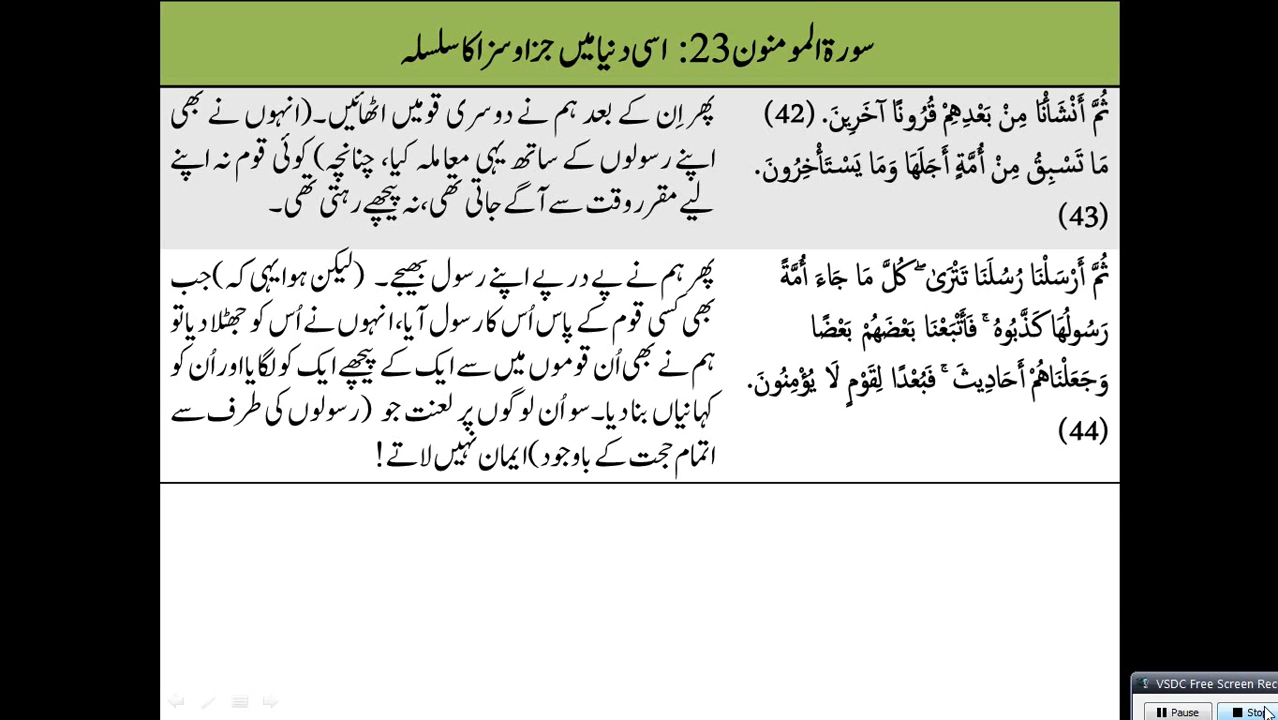 سورۃ المومنون23: اسی دنیا میں جزا و سزا کا سلسلہ
ثُمَّ أَنْشَأْنَا مِنْ بَعْدِهِمْ قُرُونًا آخَرِينَ. (42)
مَا تَسْبِقُ مِنْ أُمَّةٍ أَجَلَهَا وَمَا يَسْتَأْخِرُونَ.
(43)
پھر اِن کے بعد ہم نے دوسری قومیں اٹھائیں۔(انہوں نے بھی
اپنے رسولوں کے ساتھ یہی معاملہ کیا، چنانچہ) کوئی قوم نہ اپنے
لیے مقرر وقت سے آگے جاتی تھی، نہ پیچھے رہتی تھی۔
ثُمَّ أَرْسَلْنَا رُسُلَنَا تَتْرَىٰ ۖ كُلَّ مَا جَاءَ أُمَّةً
رَسُولُهَا كَذَّبُوهُ ۚ فَأَتْبَعْنَا بَعْضَهُمْ بَعْضًا
وَجَعَلْنَاهُمْ أَحَادِيثَ ۚ فَبُعْدًا لِقَوْمٍ لَا يُؤْمِنُونَ.
(44)
پھر ہم نے پے در پے اپنے رسول بھیجے۔ (لیکن ہوا یہی کہ) جب
بھی کسی قوم کے پاس اُس کا رسول آیا، انہوں نے اُس کو جھٹلا دیا تو
ہم نے بھی اُن قوموں میں سے ایک کے پیچھے ایک کو لگایا اور اُن کو
کہانیاں بنا دیا۔ سو اُن لوگوں پر لعنت جو (رسولوں کی طرف سے
اتمام حجت کے باوجود) ایمان نہیں لاتے!
VSDC Free Screen Rec
Pause
Stop